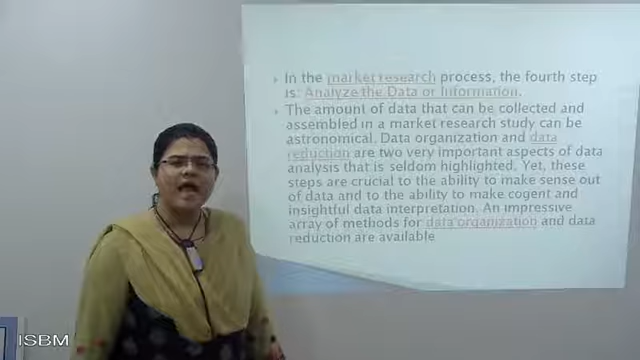 In the market research process, the fourth step
is: Analyze the Data or Information.
The amount of data that can be collected and
assembled in a market research study can be
astronomical. Data organization and data
reduction are two very important aspects of data
analysis that is seldom highlighted. Yet, these
steps are crucial to the ability to make sense out
of data and to the ability to make cogent and
insightful data interpretation. An impressive
array of methods for data organization and data
reduction are available
ISBM